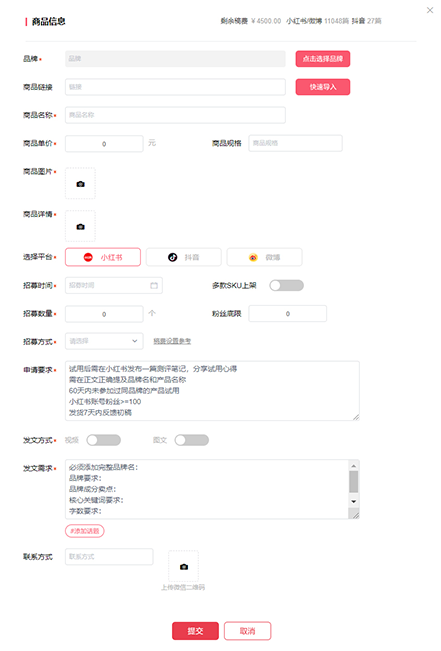 商品信息
剩余稿费 ¥ 4500.00 小红书/微博 11048篇 抖音 27篇
品牌* 品牌 点击选择品牌
商品链接 链接 快速导入
商品名称* 商品名称
商品单价* 0 元 商品规格 商品规格
商品图片*
商品详情*
选择平台* 小红书 抖音 微博
招募时间* 招募时间 多款SKU上架
招募数量* 0 个 粉丝底限 0
招募方式* 请选择 稿费设置参考
申请要求*
试用后需在小红书发布一篇测评笔记，分享试用心得
需在正文正确提及品牌名和产品名称
60天内未参加过同品牌的产品试用
小红书账号粉丝>=100
发货7天内反馈初稿
发文方式* 视频 图文
发文需求*
必须添加完整品牌名：
品牌要求：
品牌成分卖点：
核心关键词要求：
字数要求：
#添加话题
联系方式 联系方式
上传微信二维码
提交 取消